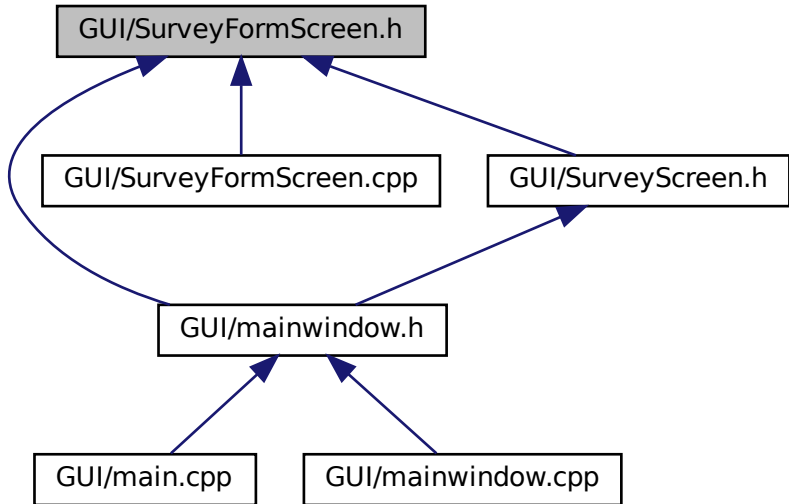 GUI/SurveyFormScreen.h
GUI/SurveyFormScreen.cpp
GUI/SurveyScreen.h
GUI/mainwindow.h
GUI/main.cpp
GUI/mainwindow.cpp